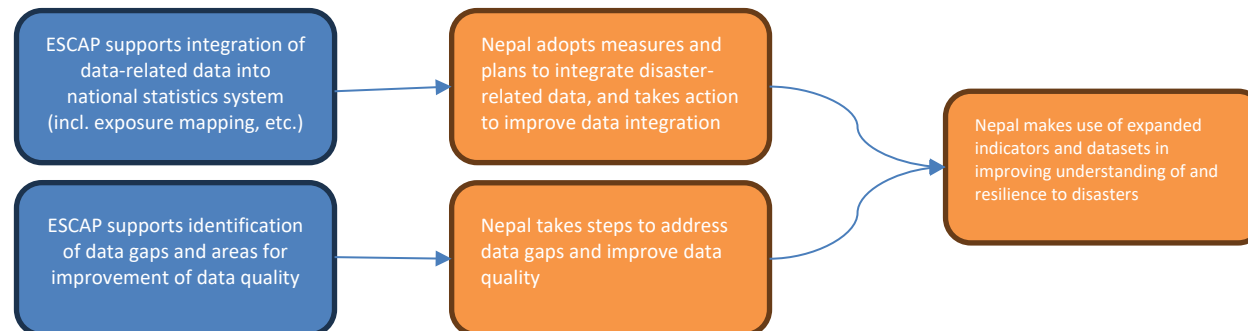 ESCAP supports integration of
data-related data into
national statistics system
(incl. exposure mapping, etc.)
Nepal adopts measures and
plans to integrate disaster-
related data, and takes action
to improve data integration
Nepal makes use of expanded
indicators and datasets in
improving understanding of and
resilience to disasters
ESCAP supports identification
of data gaps and areas for
improvement of data quality
Nepal takes steps to address
data gaps and improve data
quality